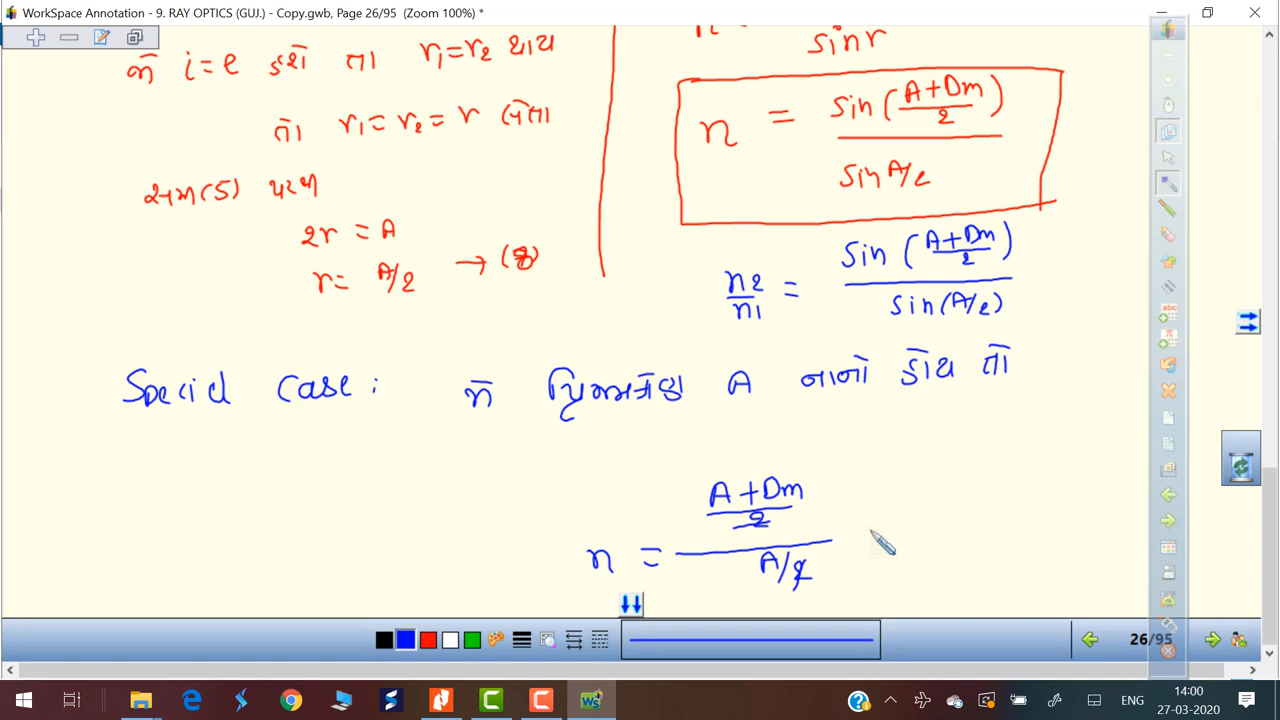 WorkSpace Annotation - 9. RAY OPTICS (GUJ.) - Copy.gwb, Page 26/95 (Zoom 100%) *
જો i = e હશે તો r₁ = r₂ થાય
તો r₁ = r₂ = r લેતાં
સમી(5) પરથી
2r = A
r = A/2 → (8)
sin r
n = sin((A+Dm)/2) / sin A/2
n2/n1 = sin((A+Dm)/2) / sin(A/2)
Special Case : જો પ્રિઝમકોણ A નાનો હોય તો
n = ((A+Dm)/2) / (A/2)
26/95
ENG
14:00
27-03-2020